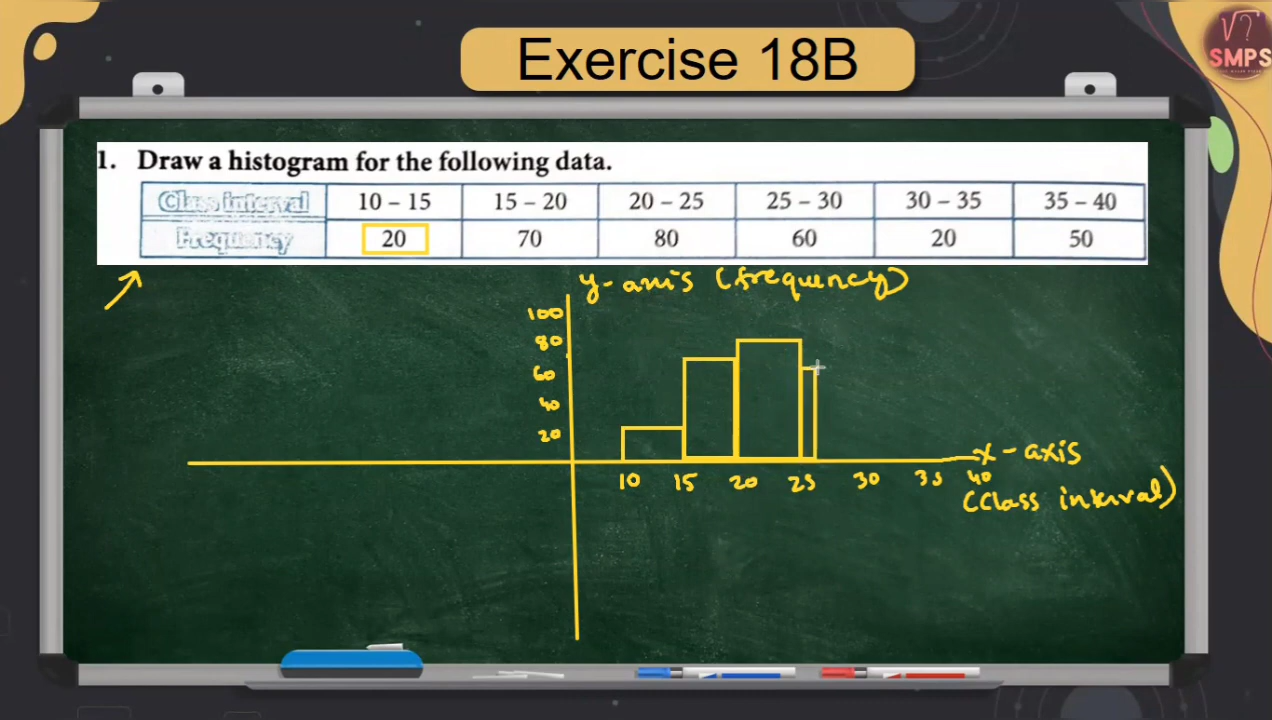 Exercise 18B
√?
SMPS
1. Draw a histogram for the following data.
Class interval 10 – 15 15 – 20 20 – 25 25 – 30 30 – 35 35 – 40
Frequency 20 70 80 60 20 50
y-axis (frequency)
100
80
60
40
20
x-axis
10 15 20 25 30 35 40
(Class interval)